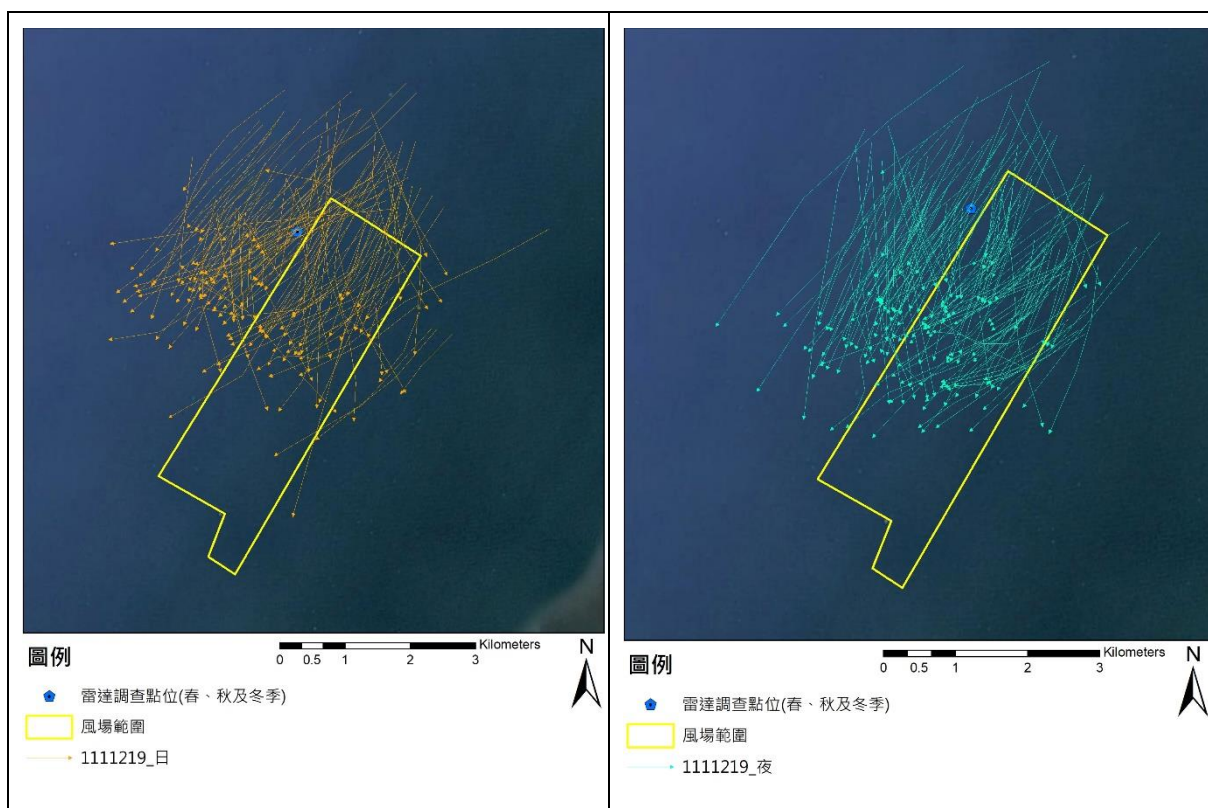 圖例
0 0.5 1 2 3 Kilometers
N
雷達調查點位(春、秋及冬季)
風場範圍
1111219_日
圖例
0 0.5 1 2 3 Kilometers
N
雷達調查點位(春、秋及冬季)
風場範圍
1111219_夜